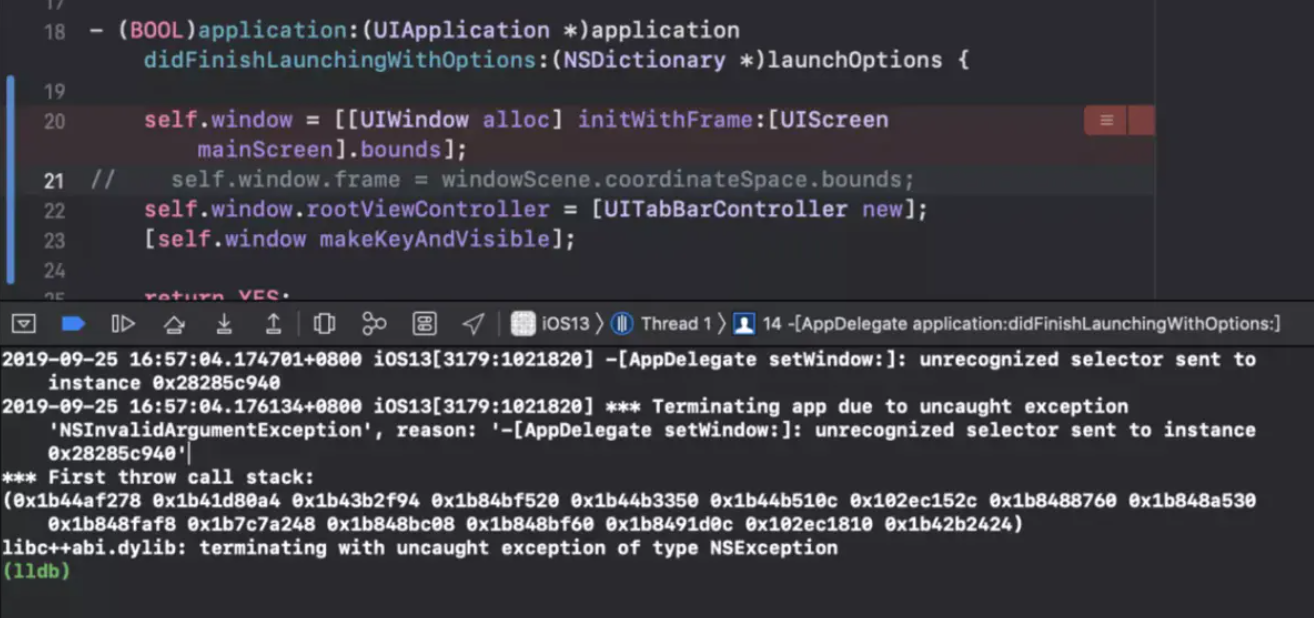 17
18 - (BOOL)application:(UIApplication *)application
didFinishLaunchingWithOptions:(NSDictionary *)launchOptions {
19
20 self.window = [[UIWindow alloc] initWithFrame:[UIScreen
mainScreen].bounds];
21 // self.window.frame = windowScene.coordinateSpace.bounds;
22 self.window.rootViewController = [UITabBarController new];
23 [self.window makeKeyAndVisible];
24
25 return YES;
iOS13 〉 Thread 1 〉 14 -[AppDelegate application:didFinishLaunchingWithOptions:]
2019-09-25 16:57:04.174701+0800 iOS13[3179:1021820] -[AppDelegate setWindow:]: unrecognized selector sent to
instance 0x28285c940
2019-09-25 16:57:04.176134+0800 iOS13[3179:1021820] *** Terminating app due to uncaught exception
'NSInvalidArgumentException', reason: '-[AppDelegate setWindow:]: unrecognized selector sent to instance
0x28285c940'
*** First throw call stack:
(0x1b44af278 0x1b41d80a4 0x1b43b2f94 0x1b84bf520 0x1b44b3350 0x1b44b510c 0x102ec152c 0x1b8488760 0x1b848a530
0x1b848faf8 0x1b7c7a248 0x1b848bc08 0x1b848bf60 0x1b8491d0c 0x102ec1810 0x1b42b2424)
libc++abi.dylib: terminating with uncaught exception of type NSException
(lldb)